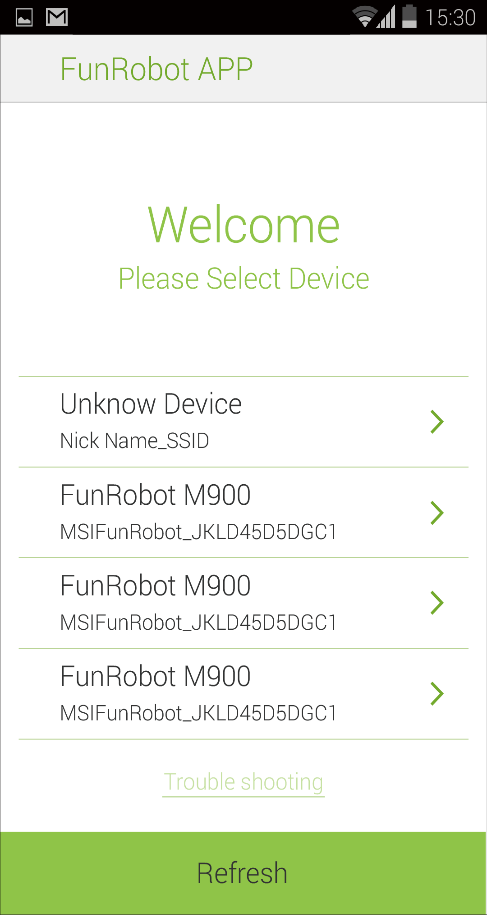 15:30
FunRobot APP
Welcome
Please Select Device
Unknow Device
Nick Name_SSID
FunRobot M900
MSIFunRobot_JKLD45D5DGC1
FunRobot M900
MSIFunRobot_JKLD45D5DGC1
FunRobot M900
MSIFunRobot_JKLD45D5DGC1
Trouble shooting
Refresh